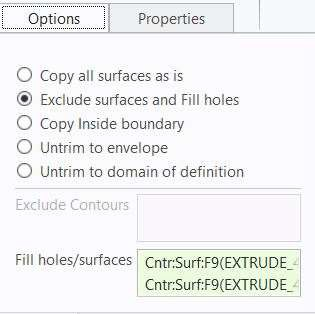 Options Properties
Copy all surfaces as is
Exclude surfaces and Fill holes
Copy Inside boundary
Untrim to envelope
Untrim to domain of definition
Exclude Contours
Fill holes/surfaces Cntr:Surf:F9(EXTRUDE_
Cntr:Surf:F9(EXTRUDE_